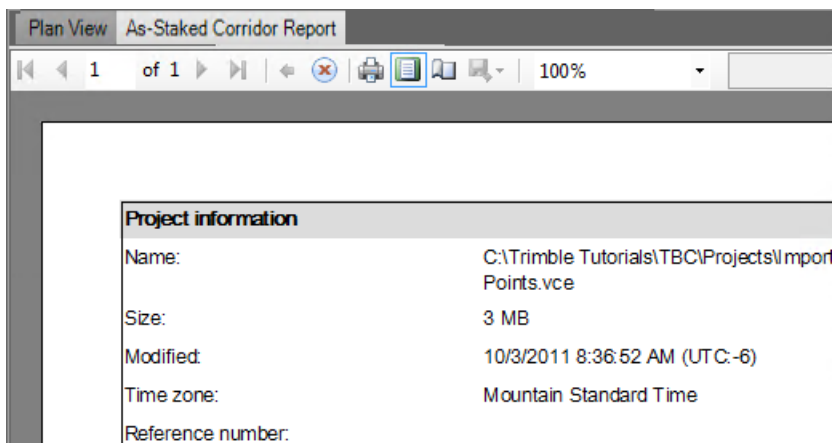 Plan View As-Staked Corridor Report
1 of 1 100%
Project information
Name: C:\Trimble Tutorials\TBC\Projects\Import
Points.vce
Size: 3 MB
Modified: 10/3/2011 8:36:52 AM (UTC:-6)
Time zone: Mountain Standard Time
Reference number: